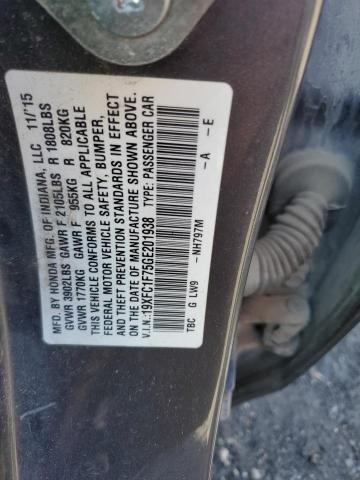 MFD. BY HONDA MFG. OF INDIANA, LLC 11/15
GVWR 3902LBS GAWR F 2105LBS R 1808LBS
GVWR 1770KG GAWR F 955KG R 820KG
THIS VEHICLE CONFORMS TO ALL APPLICABLE
FEDERAL MOTOR VEHICLE SAFETY, BUMPER,
AND THEFT PREVENTION STANDARDS IN EFFECT
ON THE DATE OF MANUFACTURE SHOWN ABOVE.
V.I.N.:19XFC1F75GE201938 TYPE: PASSENGER CAR
TBC G LW9 -NH797M -A -E